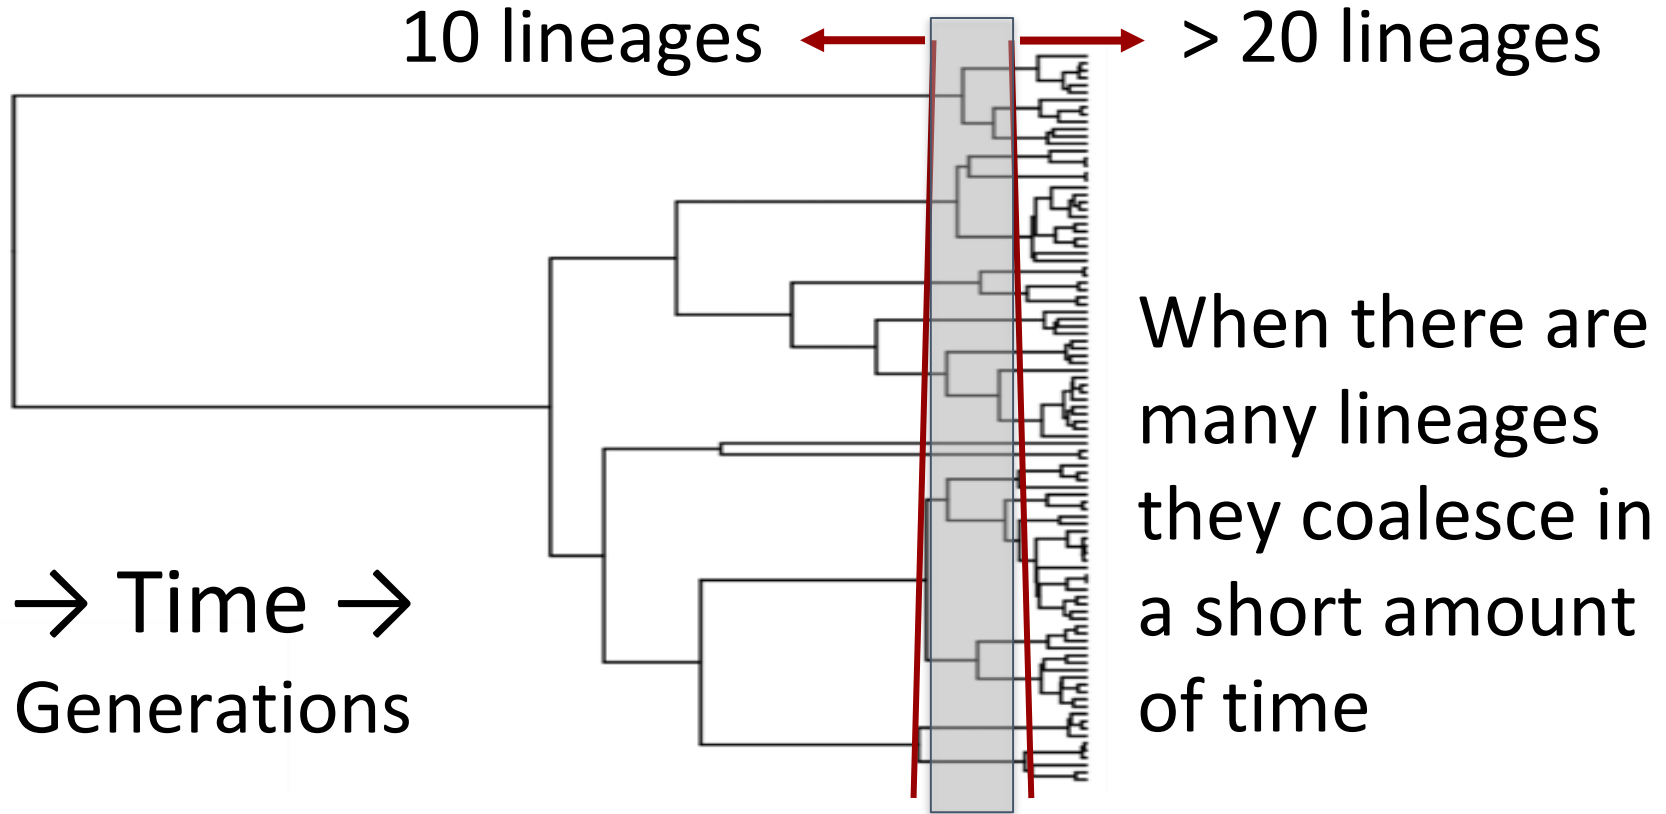 10 lineages
> 20 lineages
When there are
many lineages
they coalesce in
a short amount
of time
→ Time →
Generations